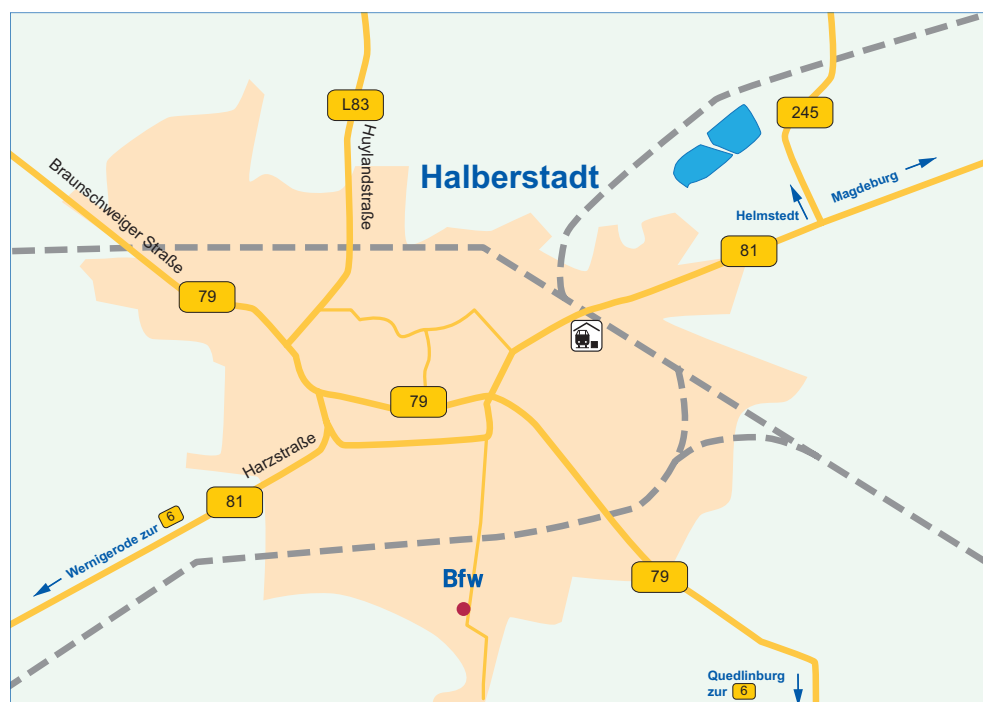 L83
245
Huylandstraße
Halberstadt
Braunschweiger Straße
Magdeburg
Helmstedt
81
79
79
Harzstraße
81
Wernigerode zur 6
Bfw
79
Quedlinburg
zur 6